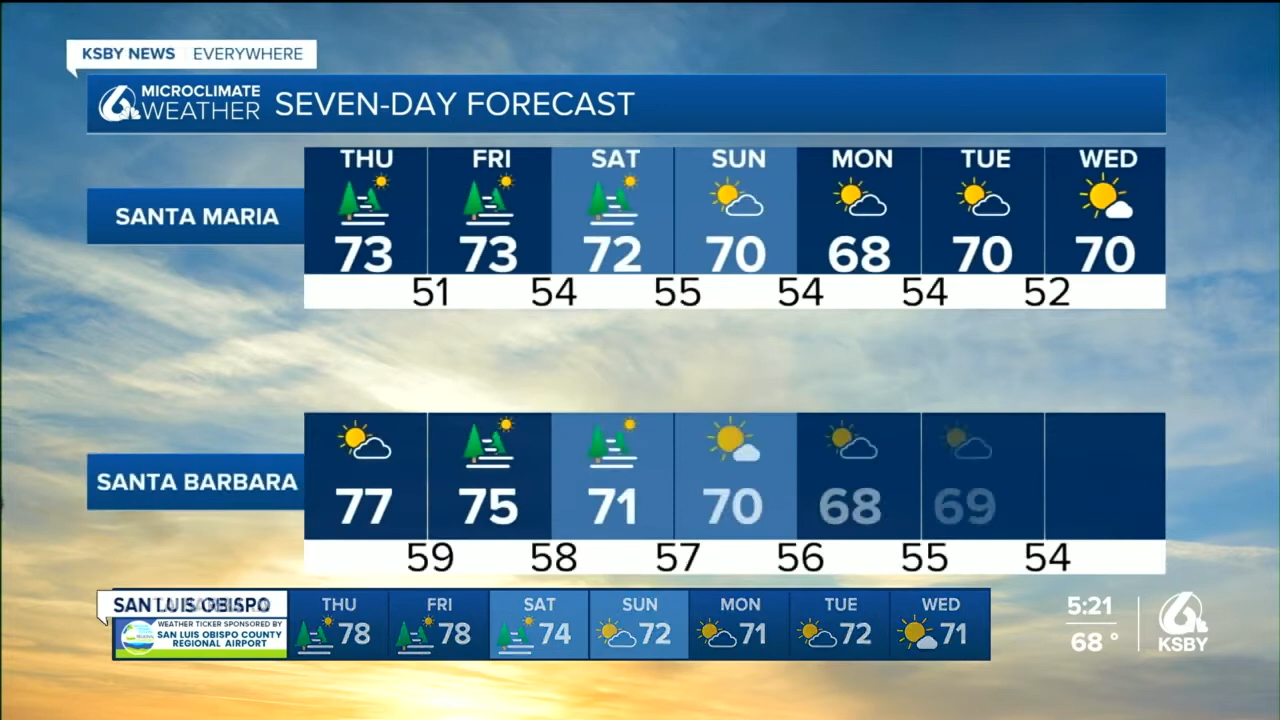 KSBY NEWS EVERYWHERE
6 MICROCLIMATE WEATHER SEVEN-DAY FORECAST
THU FRI SAT SUN MON TUE WED
SANTA MARIA
73 73 72 70 68 70 70
51 54 55 54 54 52
SANTA BARBARA
77 75 71 70 68 69
59 58 57 56 55 54
SAN LUIS OBISPO
WEATHER TICKER SPONSORED BY
SAN LUIS OBISPO COUNTY
REGIONAL AIRPORT
THU FRI SAT SUN MON TUE WED
78 78 74 72 71 72 71
5:21
68 °
6
KSBY